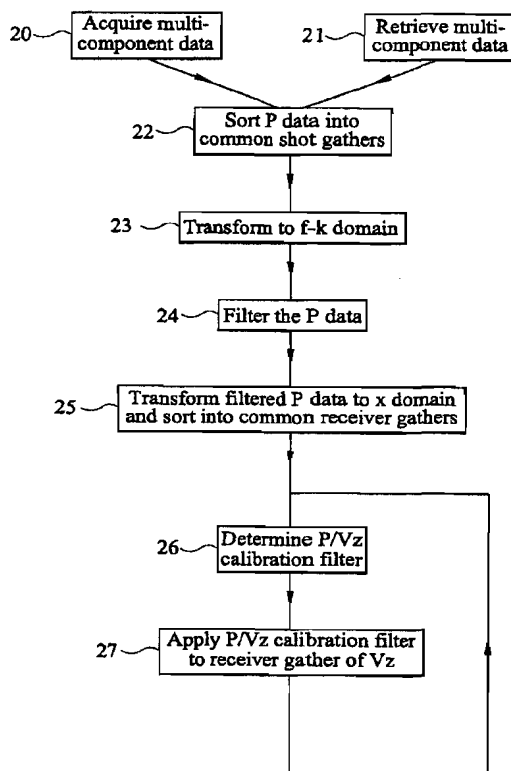 20
Acquire multi-
component data
21
Retrieve multi-
component data
22
Sort P data into
common shot gathers
23
Transform to f-k domain
24
Filter the P data
25
Transform filtered P data to x domain
and sort into common receiver gathers
26
Determine P/Vz
calibration filter
27
Apply P/Vz calibration filter
to receiver gather of Vz